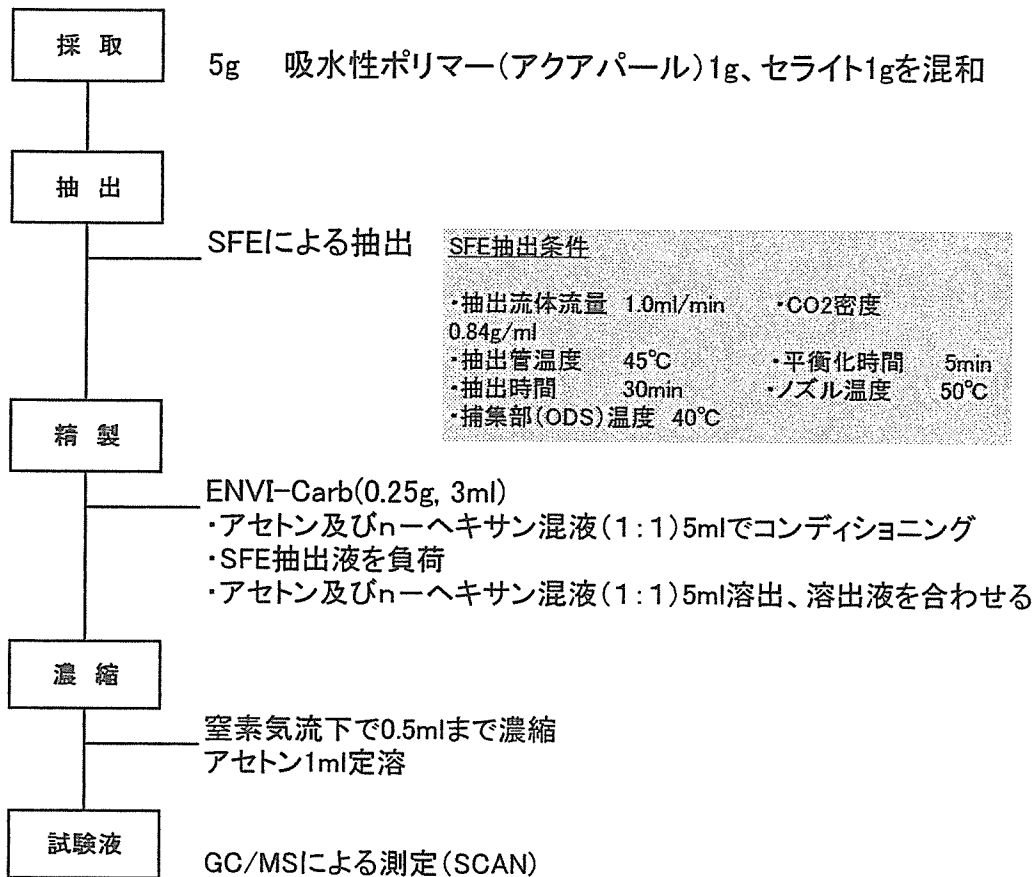 採 取
5g 吸水性ポリマー(アクアパール)1g、セライト1gを混和
抽 出
SFEによる抽出
SFE抽出条件
・抽出流体流量 1.0ml/min ・CO2密度
0.84g/ml
・抽出管温度 45℃ ・平衡化時間 5min
・抽出時間 30min ・ノズル温度 50℃
・捕集部(ODS)温度 40℃
精 製
ENVI-Carb(0.25g, 3ml)
・アセトン及びn-ヘキサン混液(1:1)5mlでコンディショニング
・SFE抽出液を負荷
・アセトン及びn-ヘキサン混液(1:1)5ml溶出、溶出液を合わせる
濃 縮
窒素気流下で0.5mlまで濃縮
アセトン1ml定溶
試験液
GC/MSによる測定(SCAN)